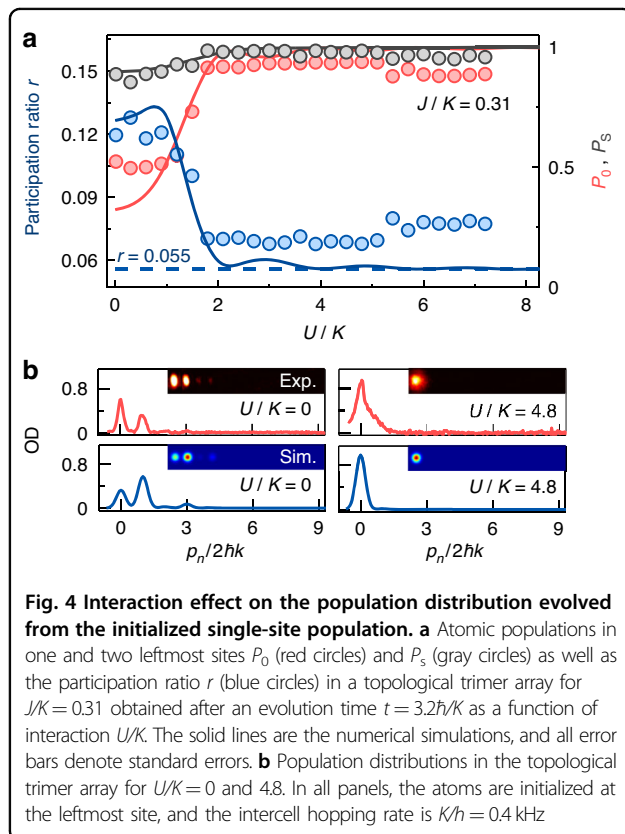 a
0.15
0.12
0.09
0.06
Participation ratio r
r = 0.055
J / K = 0.31
1
0.5
0
P₀ , Pₛ
0 2 4 6 8
U / K
b
OD
0.8
0
Exp.
U / K = 0
U / K = 4.8
0.8
0
Sim.
U / K = 0
U / K = 4.8
0 3 6 9
0 3 6 9
pₙ/2ħk
pₙ/2ħk
Fig. 4 Interaction effect on the population distribution evolved
from the initialized single-site population. a Atomic populations in
one and two leftmost sites P₀ (red circles) and Pₛ (gray circles) as well as
the participation ratio r (blue circles) in a topological trimer array for
J/K = 0.31 obtained after an evolution time t = 3.2ħ/K as a function of
interaction U/K. The solid lines are the numerical simulations, and all error
bars denote standard errors. b Population distributions in the topological
trimer array for U/K = 0 and 4.8. In all panels, the atoms are initialized at
the leftmost site, and the intercell hopping rate is K/h = 0.4 kHz